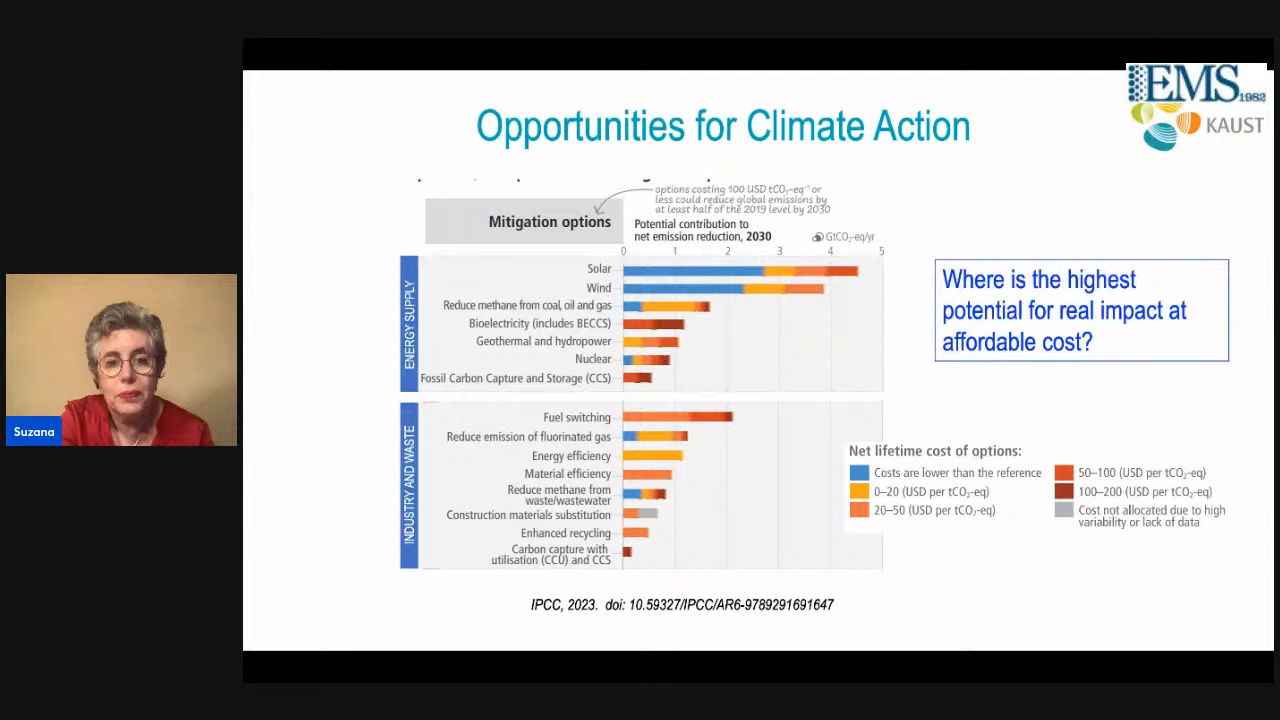 EMS 1982
KAUST
Opportunities for Climate Action
options costing 100 USD tCO₂-eq⁻¹ or
less could reduce global emissions by
at least half of the 2019 level by 2030
Mitigation options
Potential contribution to
net emission reduction, 2030
GtCO₂-eq/yr
0 1 2 3 4 5
ENERGY SUPPLY
Solar
Wind
Reduce methane from coal, oil and gas
Bioelectricity (includes BECCS)
Geothermal and hydropower
Nuclear
Fossil Carbon Capture and Storage (CCS)
Where is the highest
potential for real impact at
affordable cost?
INDUSTRY AND WASTE
Fuel switching
Reduce emission of fluorinated gas
Energy efficiency
Material efficiency
Reduce methane from
waste/wastewater
Construction materials substitution
Enhanced recycling
Carbon capture with
utilisation (CCU) and CCS
Net lifetime cost of options:
Costs are lower than the reference
0–20 (USD per tCO₂-eq)
20–50 (USD per tCO₂-eq)
50–100 (USD per tCO₂-eq)
100–200 (USD per tCO₂-eq)
Cost not allocated due to high
variability or lack of data
IPCC, 2023. doi: 10.59327/IPCC/AR6-9789291691647
Suzana